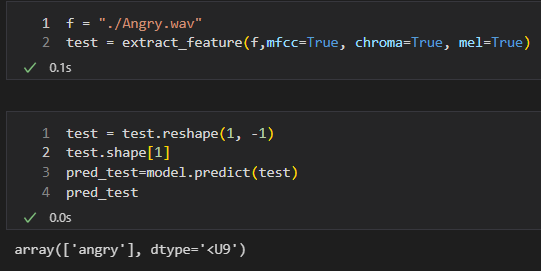 1 f = "./Angry.wav"
2 test = extract_feature(f,mfcc=True, chroma=True, mel=True)
✓ 0.1s
1 test = test.reshape(1, -1)
2 test.shape[1]
3 pred_test=model.predict(test)
4 pred_test
✓ 0.0s
array(['angry'], dtype='<U9')